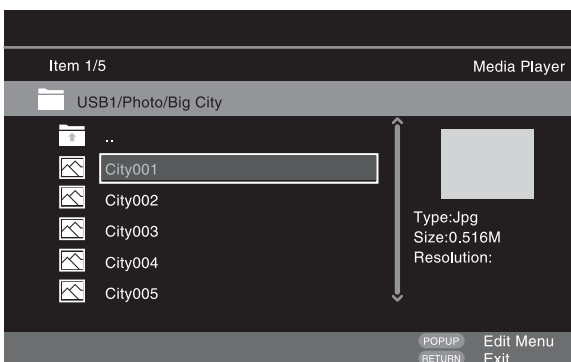 Item 1/5 Media Player
USB1/Photo/Big City
..
City001
City002
City003
City004
City005
Type:Jpg
Size:0.516M
Resolution:
POPUP Edit Menu
RETURN Exit